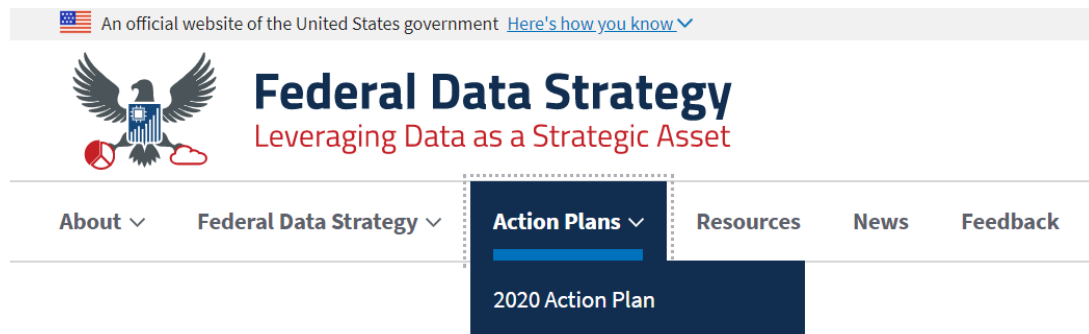 An official website of the United States government Here's how you know
Federal Data Strategy
Leveraging Data as a Strategic Asset
About Federal Data Strategy Action Plans Resources News Feedback
2020 Action Plan